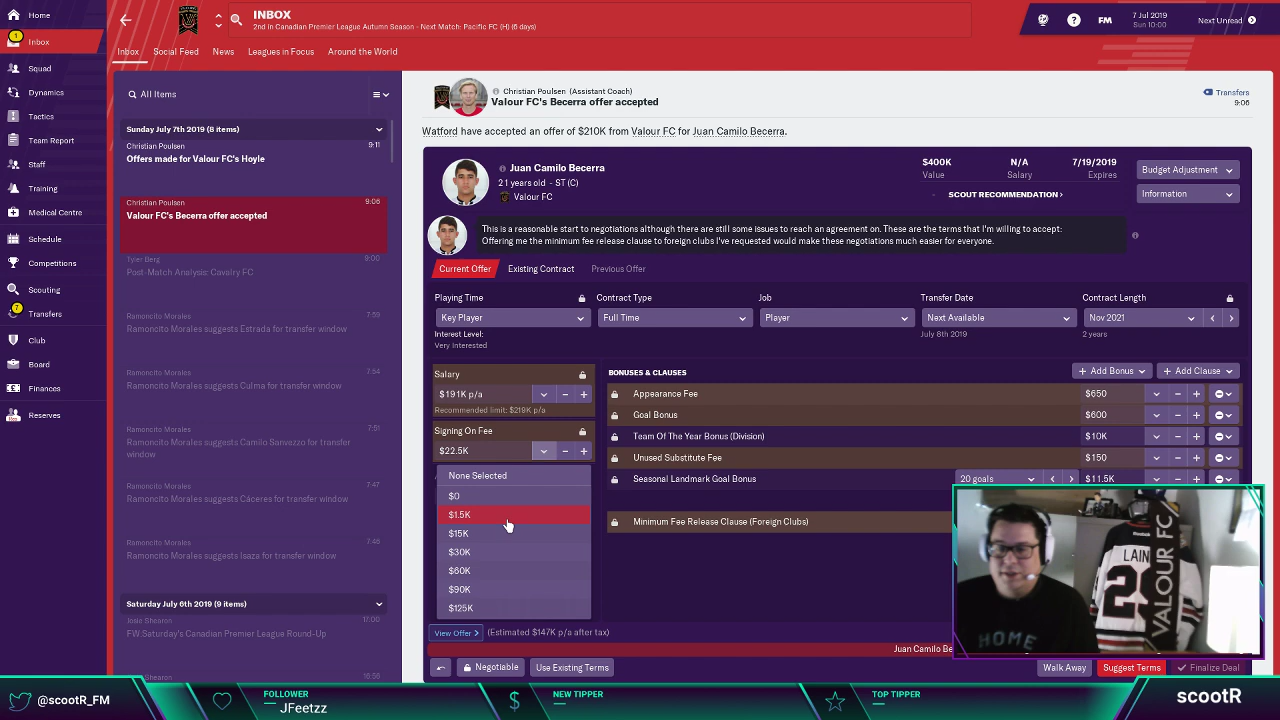 Home
1
Inbox
Squad
Dynamics
Tactics
Team Report
Staff
Training
Medical Centre
Schedule
Competitions
Scouting
7
Transfers
Club
Board
Finances
Reserves
INBOX
2nd in Canadian Premier League Autumn Season - Next Match: Pacific FC (H) (6 days)
FM
7 Jul 2019
Sun 10:00
Next Unread
Inbox Social Feed News Leagues in Focus Around the World
All Items
Sunday July 7th 2019 (8 items)
Christian Poulsen 9:11
Offers made for Valour FC's Hoyle
Christian Poulsen 9:06
Valour FC's Becerra offer accepted
Tyler Berg 9:00
Post-Match Analysis: Cavalry FC
Ramoncito Morales 7:59
Ramoncito Morales suggests Estrada for transfer window
Ramoncito Morales 7:54
Ramoncito Morales suggests Culma for transfer window
Ramoncito Morales 7:51
Ramoncito Morales suggests Camilo Sanvezzo for transfer
window
Ramoncito Morales 7:47
Ramoncito Morales suggests Cáceres for transfer window
Ramoncito Morales 7:46
Ramoncito Morales suggests Isaza for transfer window
Saturday July 6th 2019 (9 items)
Josie Shearon 17:00
FW:Saturday's Canadian Premier League Round-Up
Christian Poulsen (Assistant Coach)
Valour FC's Becerra offer accepted
Transfers
9:06
Watford have accepted an offer of $210K from Valour FC for Juan Camilo Becerra.
Juan Camilo Becerra
21 years old - ST (C)
Valour FC
$400K
Value
N/A
Salary
7/19/2019
Expires
- SCOUT RECOMMENDATION >
Budget Adjustment
Information
This is a reasonable start to negotiations although there are still some issues to reach an agreement on. These are the terms that I'm willing to accept:
Offering me the minimum fee release clause to foreign clubs I've requested would make these negotiations much easier for everyone.
Current Offer Existing Contract Previous Offer
Playing Time Contract Type Job Transfer Date Contract Length
Key Player Full Time Player Next Available Nov 2021
Interest Level: July 8th 2019 2 years
Very Interested
Salary
$191K p/a
Recommended limit: $219K p/a
Signing On Fee
$22.5K
None Selected
$0
$1.5K
$15K
$30K
$60K
$90K
$125K
BONUSES & CLAUSES + Add Bonus + Add Clause
Appearance Fee $650
Goal Bonus $600
Team Of The Year Bonus (Division) $10K
Unused Substitute Fee $150
Seasonal Landmark Goal Bonus 20 goals $11.5K
Minimum Fee Release Clause (Foreign Clubs)
View Offer > (Estimated $147K p/a after tax)
Juan Camilo Be
Negotiable Use Existing Terms Walk Away Suggest Terms Finalize Deal
LAIN
2
VALOUR FC
HOME
@scootR_FM
FOLLOWER
JFeetzz
NEW TIPPER
TOP TIPPER
scootR